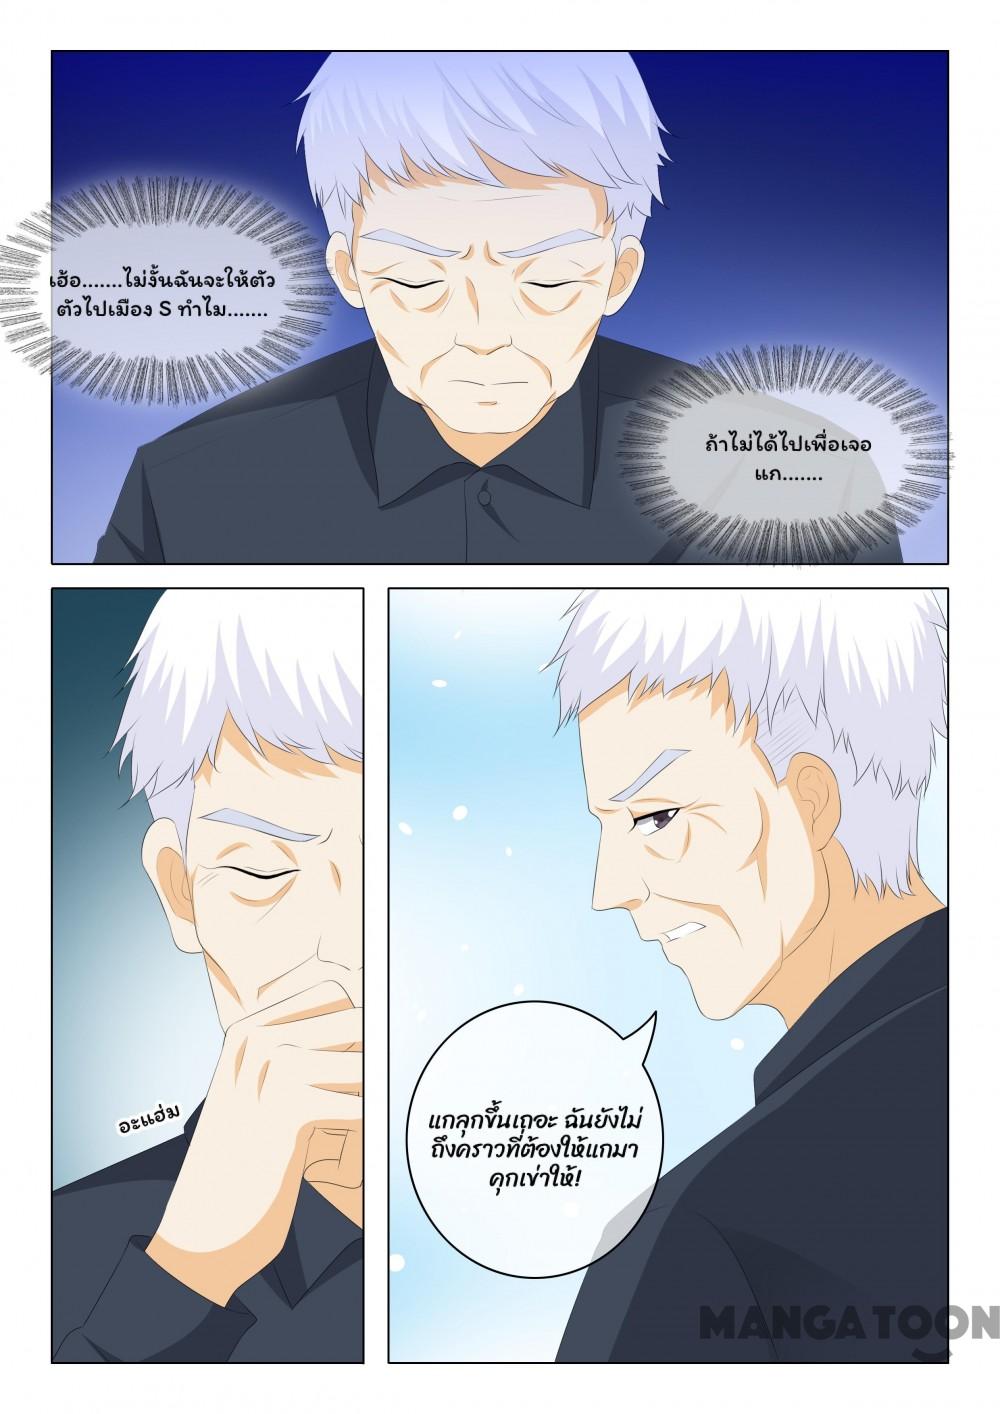 เฮ้อ.......ไม่งั้นฉันจะให้ตัว
ตัวไปเมือง S ทำไม.......
ถ้าไม่ได้ไปเพื่อเจอ
แก.......
อะแฮ่ม
แกลุกขึ้นเถอะ ฉันยังไม่
ถึงคราวที่ต้องให้แกมา
คุกเข่าให้!
MANGATOON